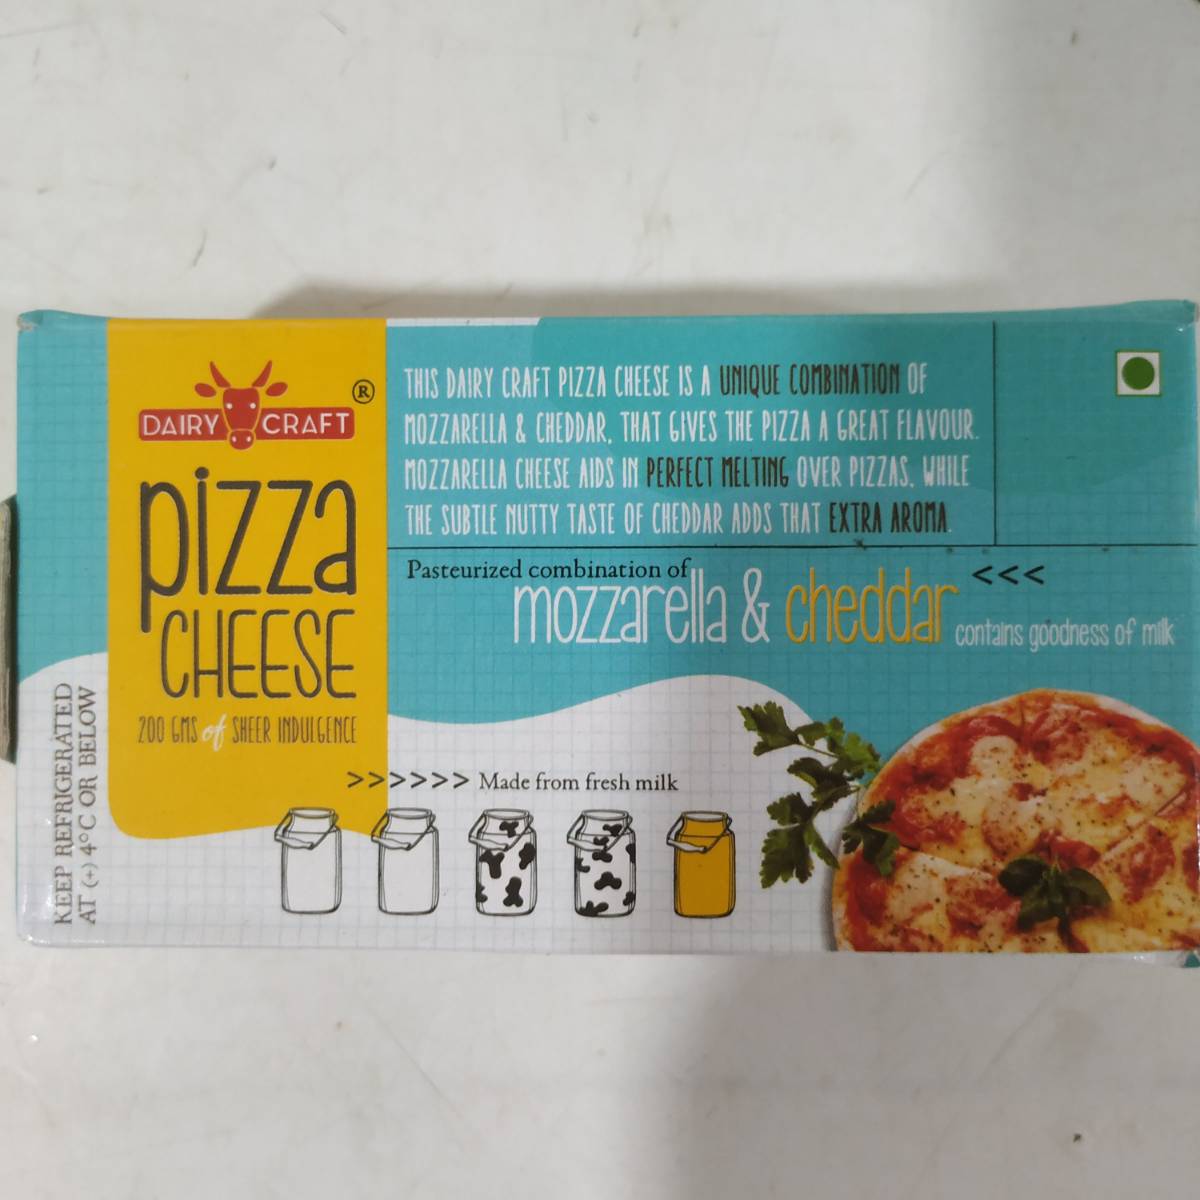 DAIRY CRAFT ®
pizza
CHEESE
200 GMS of SHEER INDULGENCE
THIS DAIRY CRAFT PIZZA CHEESE IS A UNIQUE COMBINATION OF
MOZZARELLA & CHEDDAR, THAT GIVES THE PIZZA A GREAT FLAVOUR.
MOZZARELLA CHEESE AIDS IN PERFECT MELTING OVER PIZZAS, WHILE
THE SUBTLE NUTTY TASTE OF CHEDDAR ADDS THAT EXTRA AROMA.
Pasteurized combination of
mozzarella & cheddar <<<
contains goodness of milk
>>>>>> Made from fresh milk
KEEP REFRIGERATED
AT (+) 4°C OR BELOW